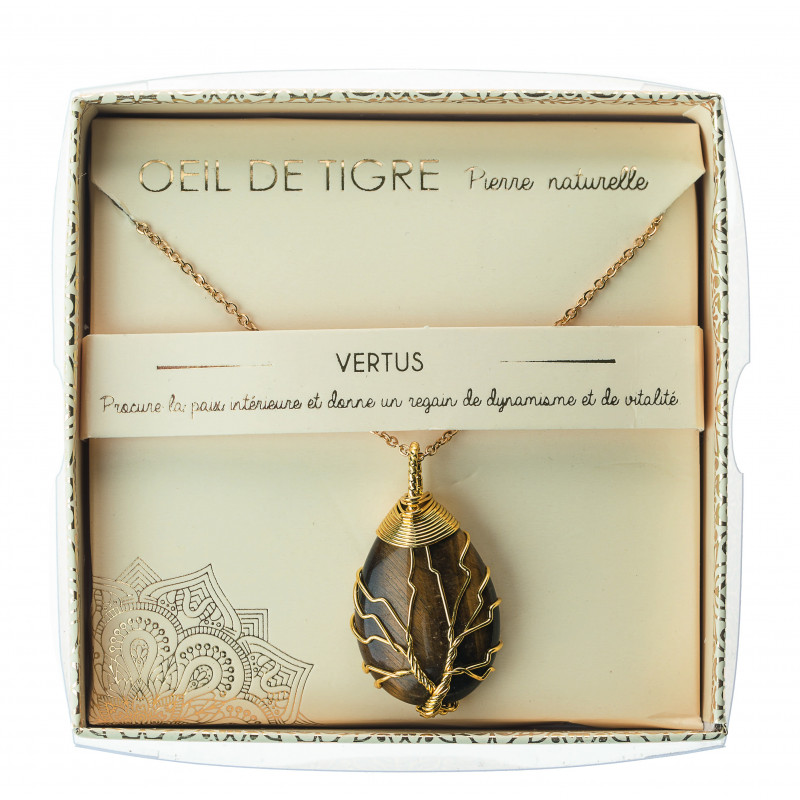 OEIL DE TIGRE Pierre naturelle
VERTUS
Procure la paix intérieure et donne un regain de dynamisme et de vitalité